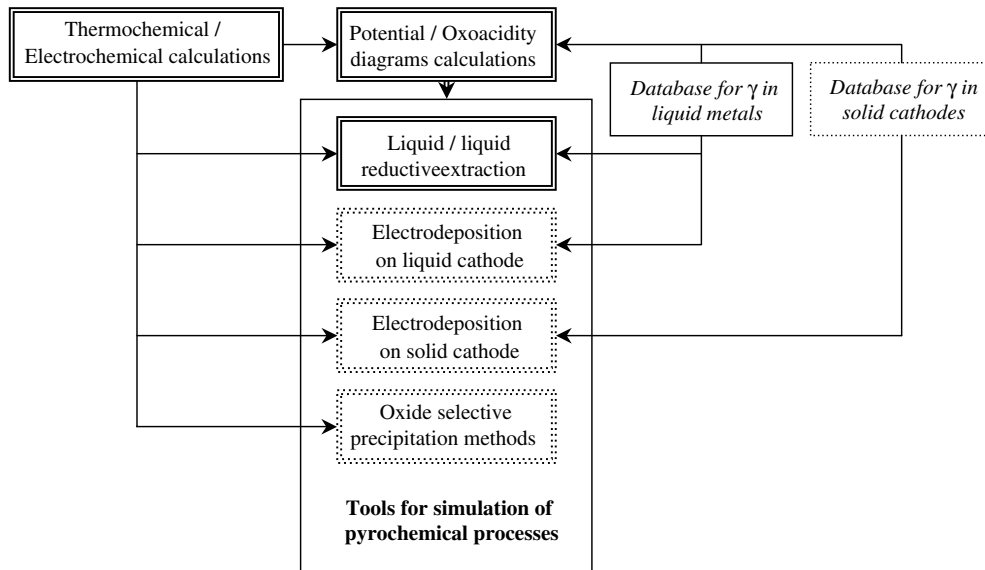 Thermochemical /
Electrochemical calculations
Potential / Oxoacidity
diagrams calculations
Database for γ in
liquid metals
Database for γ in
solid cathodes
Liquid / liquid
reductiveextraction
Electrodeposition
on liquid cathode
Electrodeposition
on solid cathode
Oxide selective
precipitation methods
Tools for simulation of
pyrochemical processes